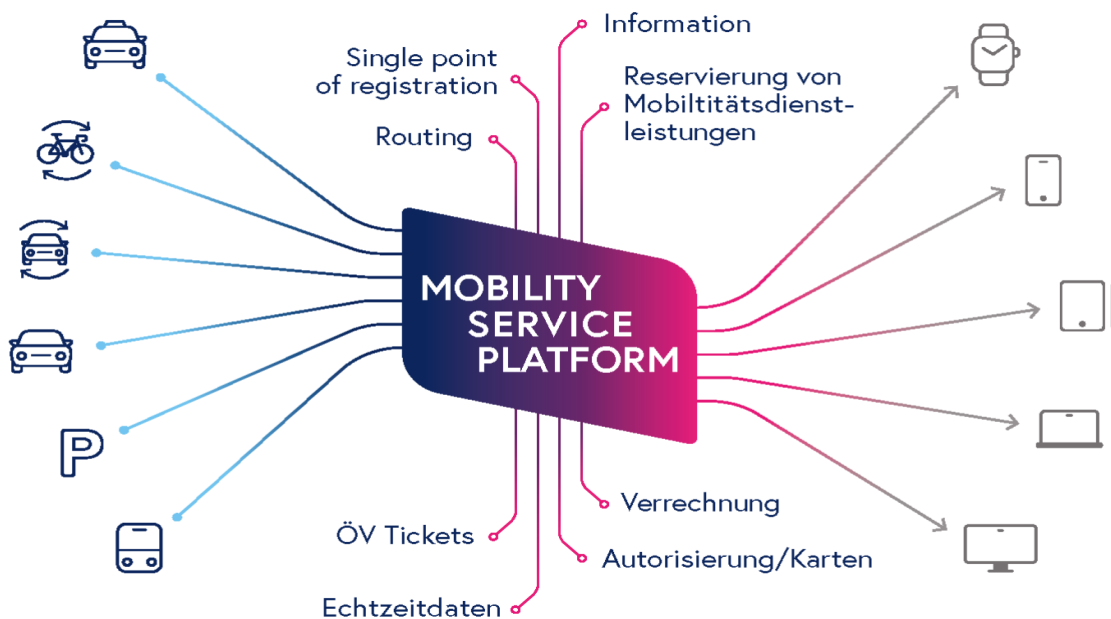 Information
Single point
of registration
Reservierung von
Mobiltitätsdienst-
leistungen
Routing
MOBILITY
SERVICE
PLATFORM
P
Verrechnung
ÖV Tickets
Autorisierung/Karten
Echtzeitdaten